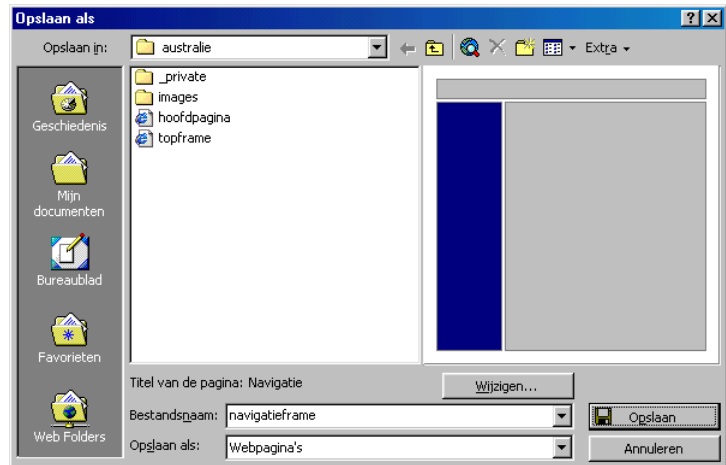 Opslaan als
Opslaan in: australie Extra
_private
images
hoofdpagina
topframe
Geschiedenis
Mijn
documenten
Bureaublad
Favorieten
Web Folders
Titel van de pagina: Navigatie Wijzigen...
Bestandsnaam: navigatieframe Opslaan
Opslaan als: Webpagina's Annuleren